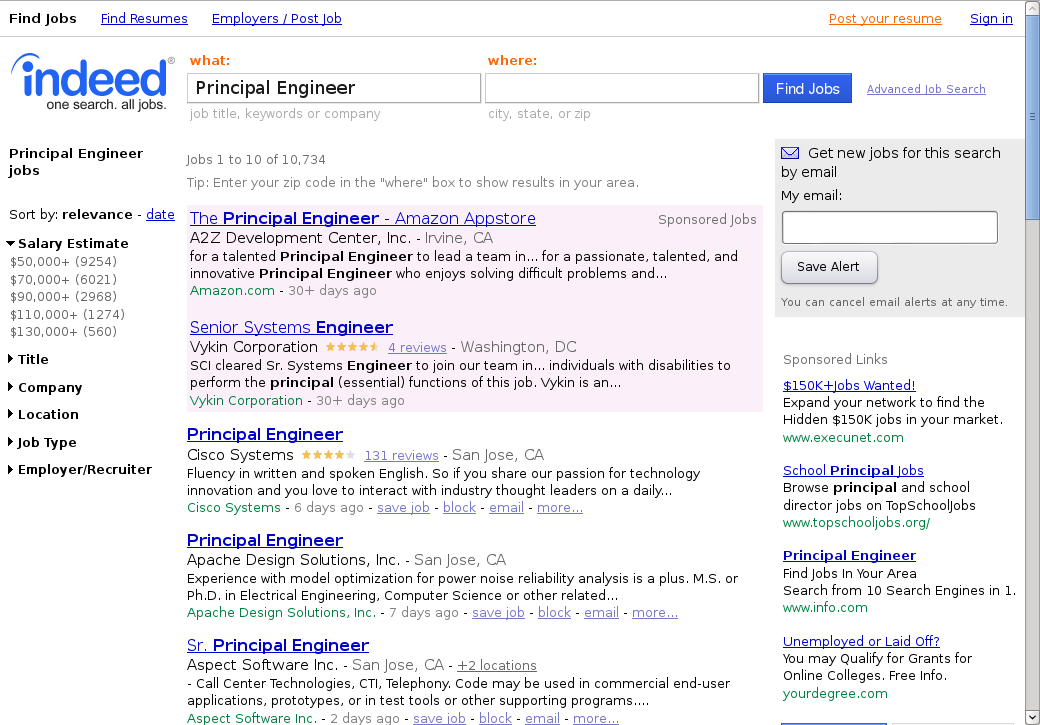 Find Jobs Find Resumes Employers / Post Job Post your resume Sign in
indeed®
one search. all jobs.
what: where:
Principal Engineer Find Jobs Advanced Job Search
job title, keywords or company city, state, or zip
Principal Engineer
jobs
Sort by: relevance - date
Salary Estimate
$50,000+ (9254)
$70,000+ (6021)
$90,000+ (2968)
$110,000+ (1274)
$130,000+ (560)
Title
Company
Location
Job Type
Employer/Recruiter
Jobs 1 to 10 of 10,734
Tip: Enter your zip code in the "where" box to show results in your area.
The Principal Engineer - Amazon Appstore Sponsored Jobs
A2Z Development Center, Inc. - Irvine, CA
for a talented Principal Engineer to lead a team in... for a passionate, talented, and
innovative Principal Engineer who enjoys solving difficult problems and...
Amazon.com - 30+ days ago
Senior Systems Engineer
Vykin Corporation 4 reviews - Washington, DC
SCI cleared Sr. Systems Engineer to join our team in... individuals with disabilities to
perform the principal (essential) functions of this job. Vykin is an...
Vykin Corporation - 30+ days ago
Principal Engineer
Cisco Systems 131 reviews - San Jose, CA
Fluency in written and spoken English. So if you share our passion for technology
innovation and you love to interact with industry thought leaders on a daily...
Cisco Systems - 6 days ago - save job - block - email - more...
Principal Engineer
Apache Design Solutions, Inc. - San Jose, CA
Experience with model optimization for power noise reliability analysis is a plus. M.S. or
Ph.D. in Electrical Engineering, Computer Science or other related...
Apache Design Solutions, Inc. - 7 days ago - save job - block - email - more...
Sr. Principal Engineer
Aspect Software Inc. - San Jose, CA - +2 locations
- Call Center Technologies, CTI, Telephony. Code may be used in commercial end-user
applications, prototypes, or in test tools or other supporting programs....
Aspect Software Inc. - 2 days ago - save job - block - email - more...
Get new jobs for this search
by email
My email:
Save Alert
You can cancel email alerts at any time.
Sponsored Links
$150K+Jobs Wanted!
Expand your network to find the
Hidden $150K jobs in your market.
www.execunet.com
School Principal Jobs
Browse principal and school
director jobs on TopSchoolJobs
www.topschooljobs.org/
Principal Engineer
Find Jobs In Your Area
Search from 10 Search Engines in 1.
www.info.com
Unemployed or Laid Off?
You may Qualify for Grants for
Online Colleges. Free Info.
yourdegree.com